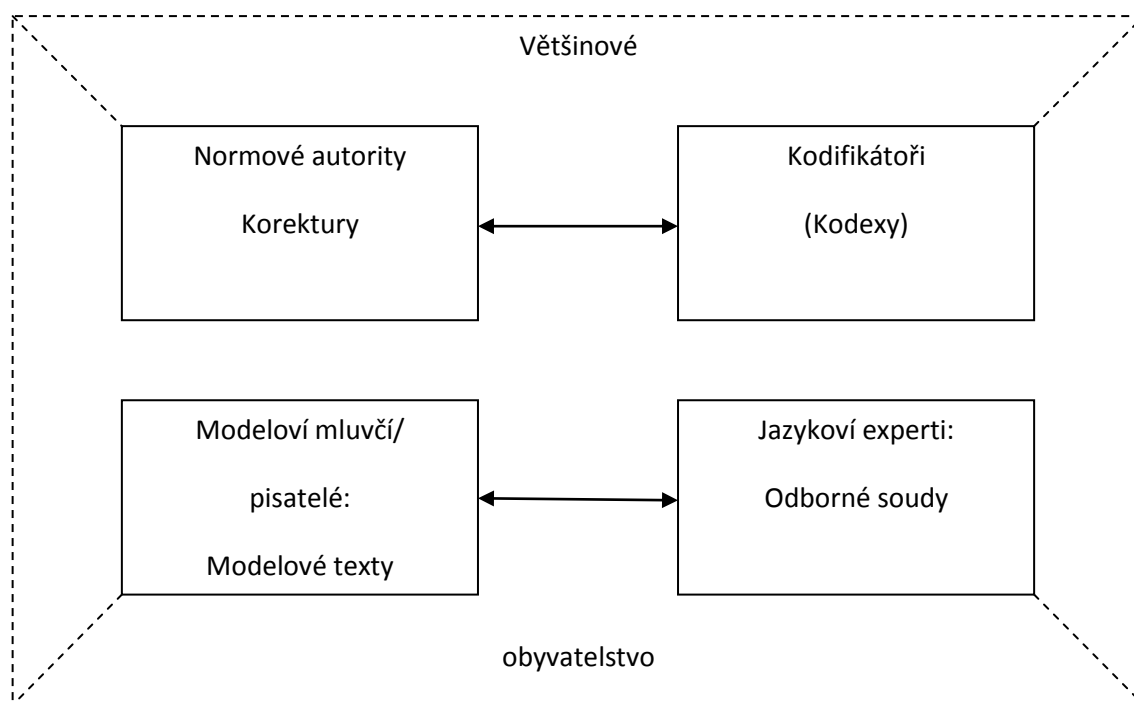 Většinové
Normové autority
Korektury
Kodifikátoři
(Kodexy)
Modeloví mluvčí/
pisatelé:
Modelové texty
Jazykoví experti:
Odborné soudy
obyvatelstvo